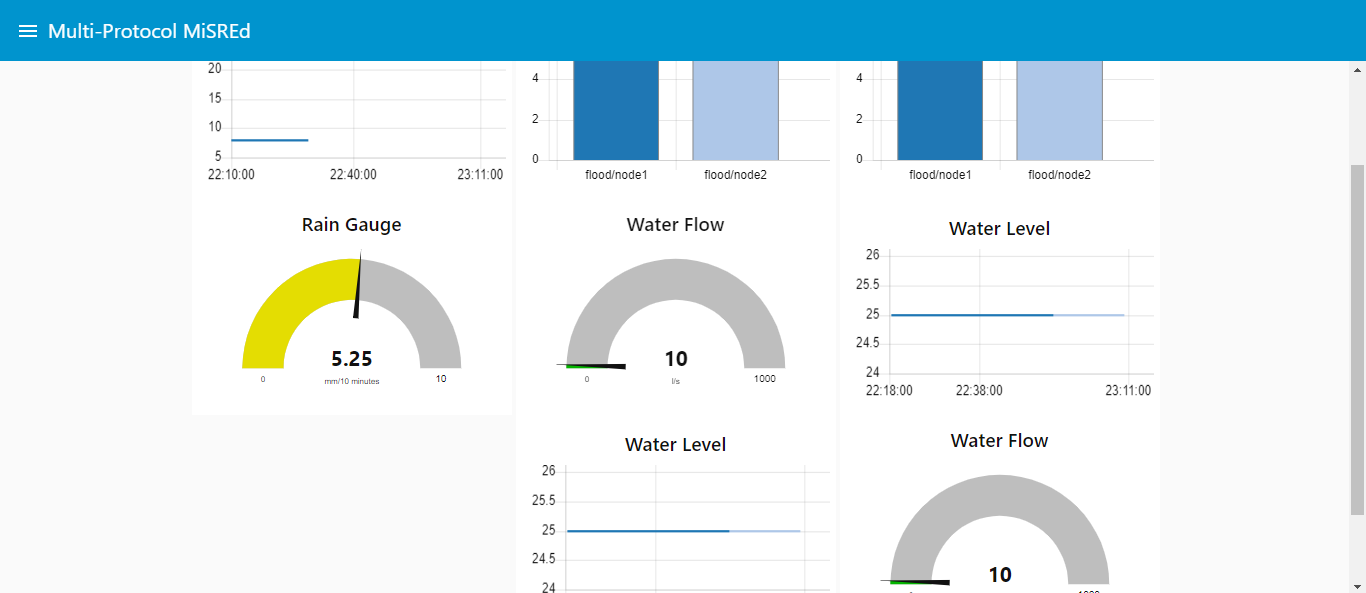 Multi-Protocol MiSREd
20
15
10
5
22:10:00 22:40:00 23:11:00
4
2
0
flood/node1 flood/node2
4
2
0
flood/node1 flood/node2
Rain Gauge
5.25
0 mm/10 minutes 10
Water Flow
10
0 l/s 1000
Water Level
26
25.5
25
24.5
24
22:18:00 22:38:00 23:11:00
Water Level
26
25.5
25
24.5
24
Water Flow
10